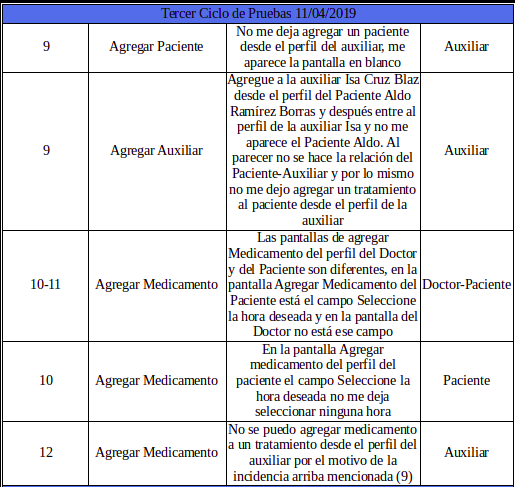 Tercer Ciclo de Pruebas 11/04/2019
9
Agregar Paciente
No me deja agregar un paciente
desde el perfil del auxiliar, me
aparece la pantalla en blanco
Auxiliar
9
Agregar Auxiliar
Agregue a la auxiliar Isa Cruz Blaz
desde el perfil del Paciente Aldo
Ramírez Borras y después entre al
perfil de la auxiliar Isa y no me
aparece el Paciente Aldo. Al
parecer no se hace la relación del
Paciente-Auxiliar y por lo mismo
no me dejo agregar un tratamiento
al paciente desde el perfil de la
auxiliar
Auxiliar
10-11
Agregar Medicamento
Las pantallas de agregar
Medicamento del perfil del Doctor
y del Paciente son diferentes, en la
pantalla Agregar Medicamento del
Paciente está el campo Seleccione
la hora deseada y en la pantalla del
Doctor no está ese campo
Doctor-Paciente
10
Agregar Medicamento
En la pantalla Agregar
medicamento del perfil del
paciente el campo Seleccione la
hora deseada no me deja
seleccionar ninguna hora
Paciente
12
Agregar Medicamento
No se puedo agregar medicamento
a un tratamiento desde el perfil del
auxiliar por el motivo de la
incidencia arriba mencionada (9)
Auxiliar